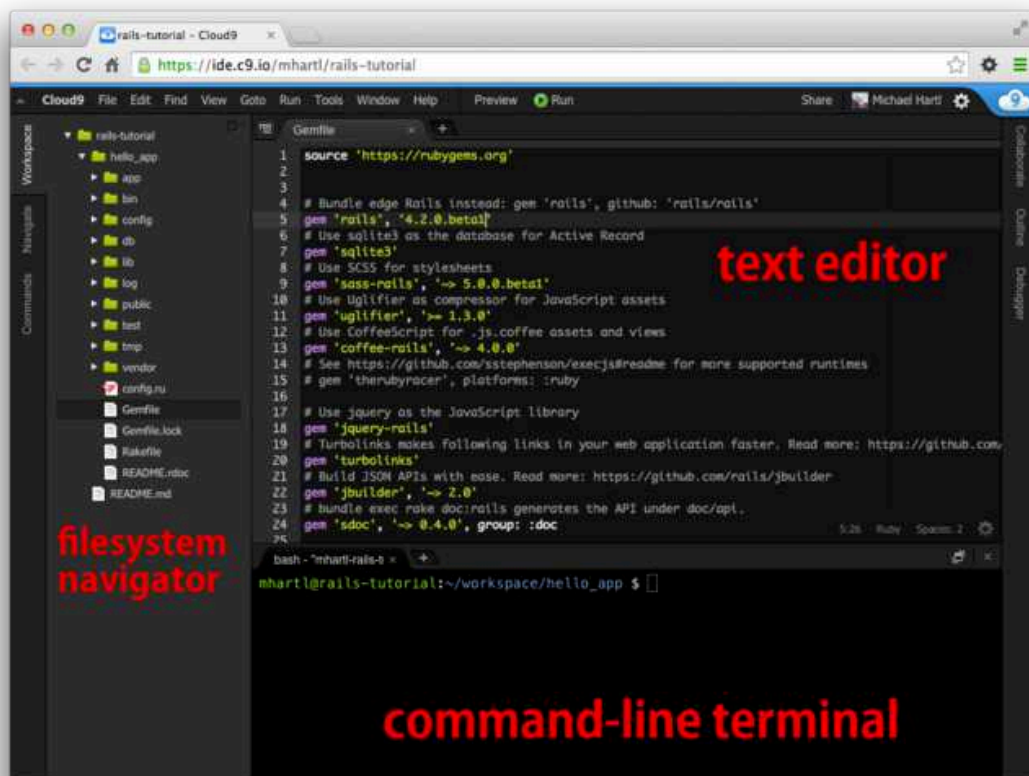 rails-tutorial - Cloud9
https://ide.c9.io/mhartl/rails-tutorial
Cloud9 File Edit Find View Goto Run Tools Window Help Preview Run Share Michael Hartl
Workspace
Navigate
Commands
rails-tutorial
hello_app
app
bin
config
db
lib
log
public
test
tmp
vendor
config.ru
Gemfile
Gemfile.lock
Rakefile
README.rdoc
README.md
filesystem
navigator
Gemfile
1 source 'https://rubygems.org'
2
3
4 # Bundle edge Rails instead: gem 'rails', github: 'rails/rails'
5 gem 'rails', '4.2.0.beta1'
6 # Use sqlite3 as the database for Active Record
7 gem 'sqlite3'
8 # Use SCSS for stylesheets
9 gem 'sass-rails', '~> 5.0.0.beta1'
10 # Use Uglifier as compressor for JavaScript assets
11 gem 'uglifier', '>= 1.3.0'
12 # Use CoffeeScript for .js.coffee assets and views
13 gem 'coffee-rails', '~> 4.0.0'
14 # See https://github.com/sstephenson/execjs#readme for more supported runtimes
15 # gem 'therubyracer', platforms: :ruby
16
17 # Use jquery as the JavaScript library
18 gem 'jquery-rails'
19 # Turbolinks makes following links in your web application faster. Read more: https://github.com/
20 gem 'turbolinks'
21 # Build JSON APIs with ease. Read more: https://github.com/rails/jbuilder
22 gem 'jbuilder', '~> 2.0'
23 # bundle exec rake doc:rails generates the API under doc/api.
24 gem 'sdoc', '~> 0.4.0', group: :doc
25
text editor
5:26 Ruby Spaces: 2
Collaborate
Outline
Debugger
bash - "mhartl-rails-t
mhartl@rails-tutorial:~/workspace/hello_app $
command-line terminal